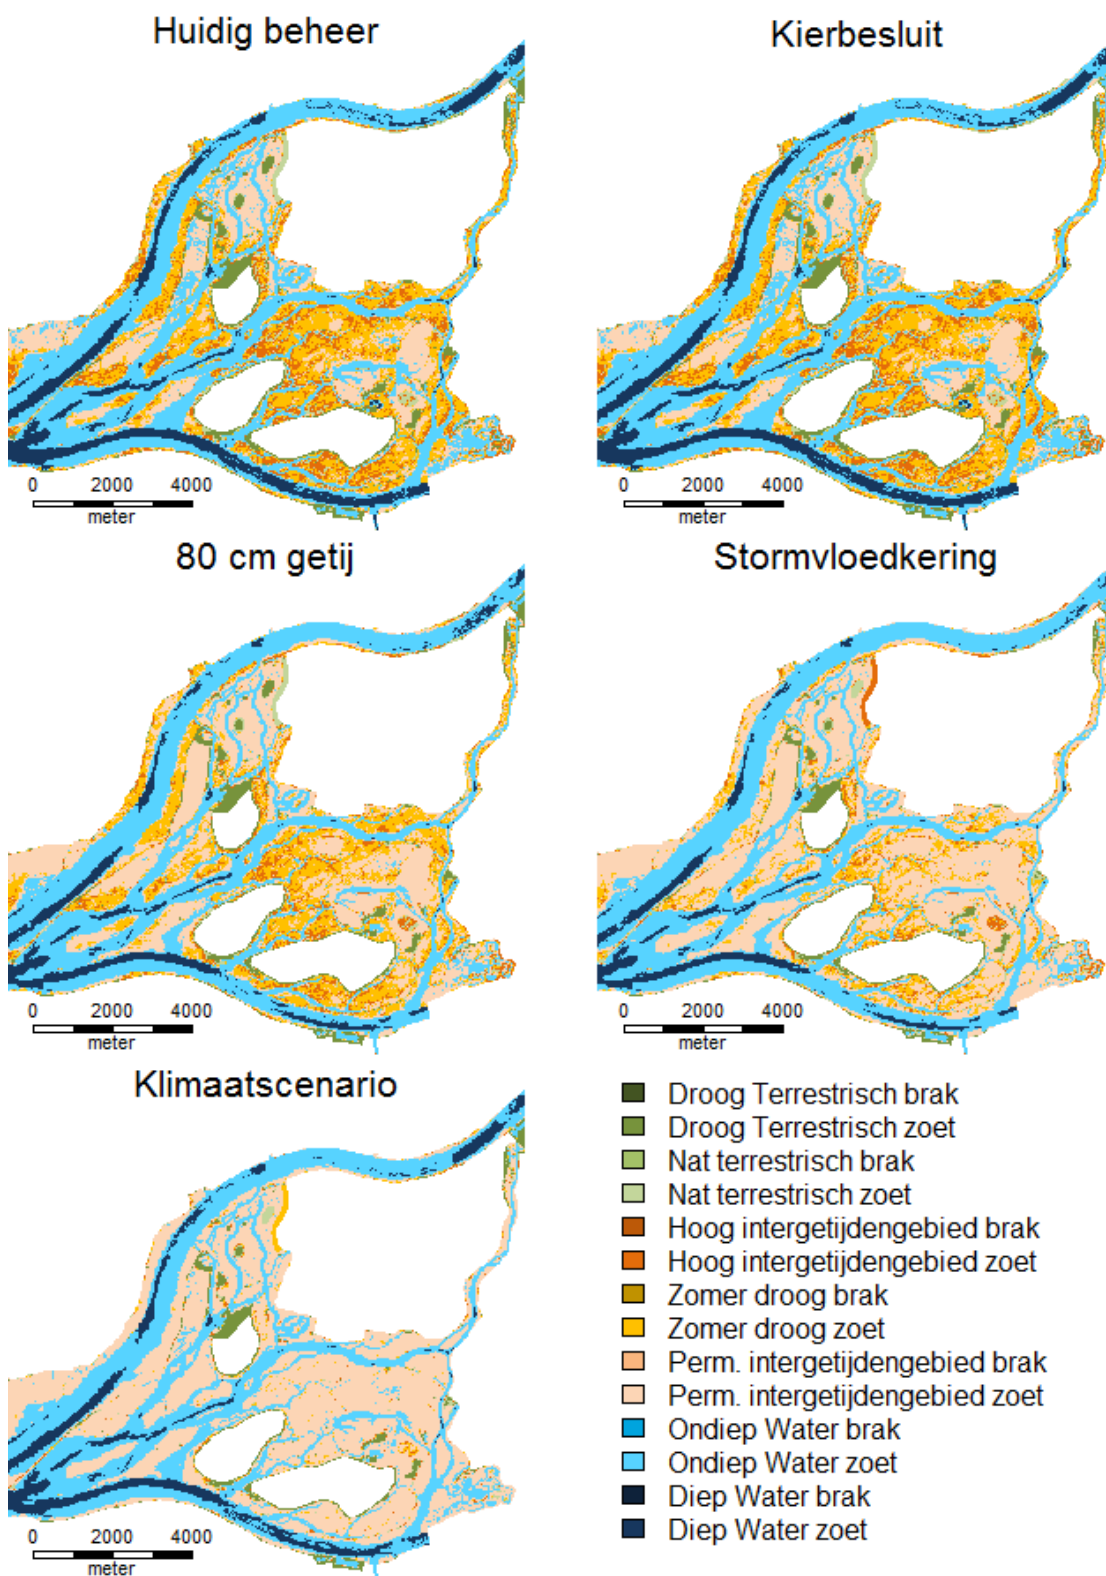 Huidig beheer
Kierbesluit
0 2000 4000
meter
0 2000 4000
meter
80 cm getij
Stormvloedkering
0 2000 4000
meter
0 2000 4000
meter
Klimaatscenario
Droog Terrestrisch brak
Droog Terrestrisch zoet
Nat terrestrisch brak
Nat terrestrisch zoet
Hoog intergetijdengebied brak
Hoog intergetijdengebied zoet
Zomer droog brak
Zomer droog zoet
Perm. intergetijdengebied brak
Perm. intergetijdengebied zoet
Ondiep Water brak
Ondiep Water zoet
Diep Water brak
Diep Water zoet
0 2000 4000
meter